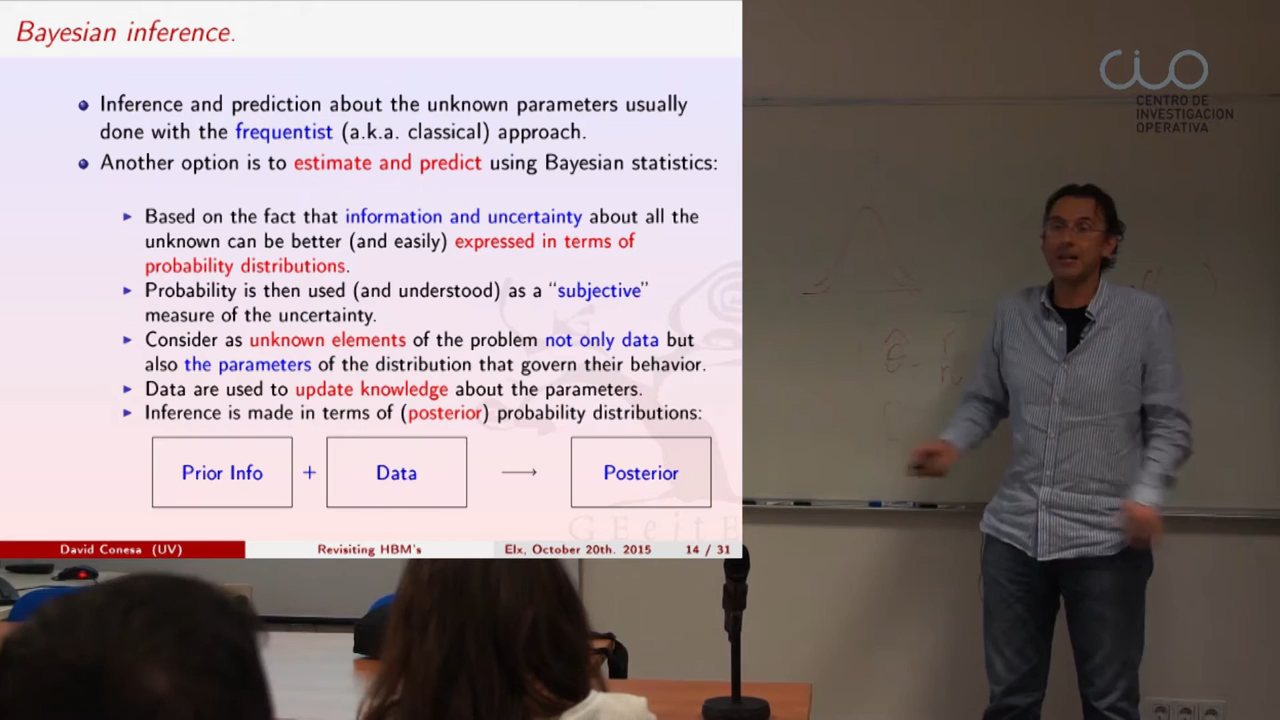 Bayesian inference.
Inference and prediction about the unknown parameters usually
done with the frequentist (a.k.a. classical) approach.
Another option is to estimate and predict using Bayesian statistics:
Based on the fact that information and uncertainty about all the
unknown can be better (and easily) expressed in terms of
probability distributions.
Probability is then used (and understood) as a “subjective”
measure of the uncertainty.
Consider as unknown elements of the problem not only data but
also the parameters of the distribution that govern their behavior.
Data are used to update knowledge about the parameters.
Inference is made in terms of (posterior) probability distributions:
Prior Info + Data → Posterior
GEeitE
David Conesa (UV) Revisiting HBM's Elx, October 20th. 2015 14 / 31
CIO
CENTRO DE
INVESTIGACION
OPERATIVA